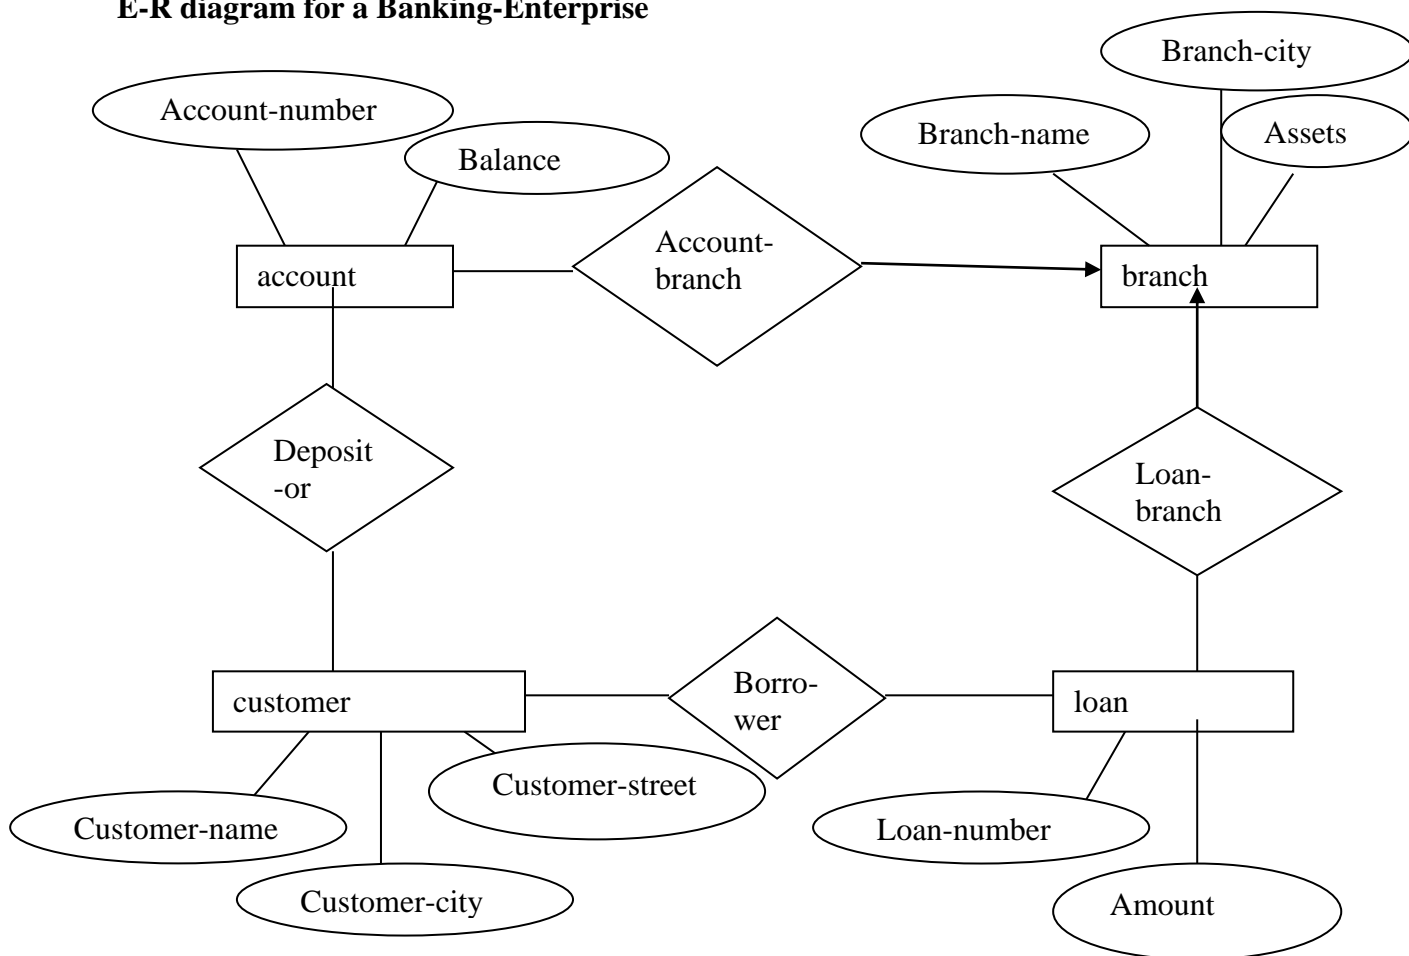 E-R diagram for a Banking-Enterprise
Branch-city
Account-number
Branch-name
Assets
Balance
Account-
branch
account
branch
Deposit
-or
Loan-
branch
customer
Borro-
wer
loan
Customer-street
Customer-name
Loan-number
Customer-city
Amount